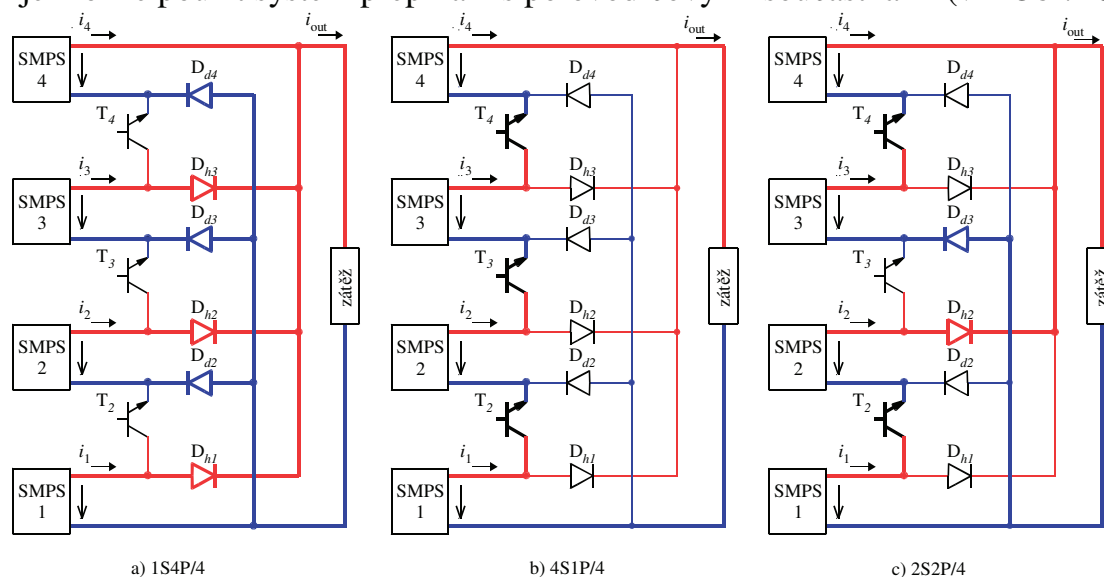 i4
iout
SMPS
4
Dd4
T4
i3
Dh3
SMPS
3
Dd3
T3
i2
Dh2
SMPS
2
Dd2
T2
i1
Dh1
SMPS
1
zátěž
a) 1S4P/4
i4
iout
SMPS
4
Dd4
T4
i3
Dh3
SMPS
3
Dd3
T3
i2
Dh2
SMPS
2
Dd2
T2
i1
Dh1
SMPS
1
zátěž
b) 4S1P/4
i4
iout
SMPS
4
Dd4
T4
i3
Dh3
SMPS
3
Dd3
T3
i2
Dh2
SMPS
2
Dd2
T2
i1
Dh1
SMPS
1
zátěž
c) 2S2P/4